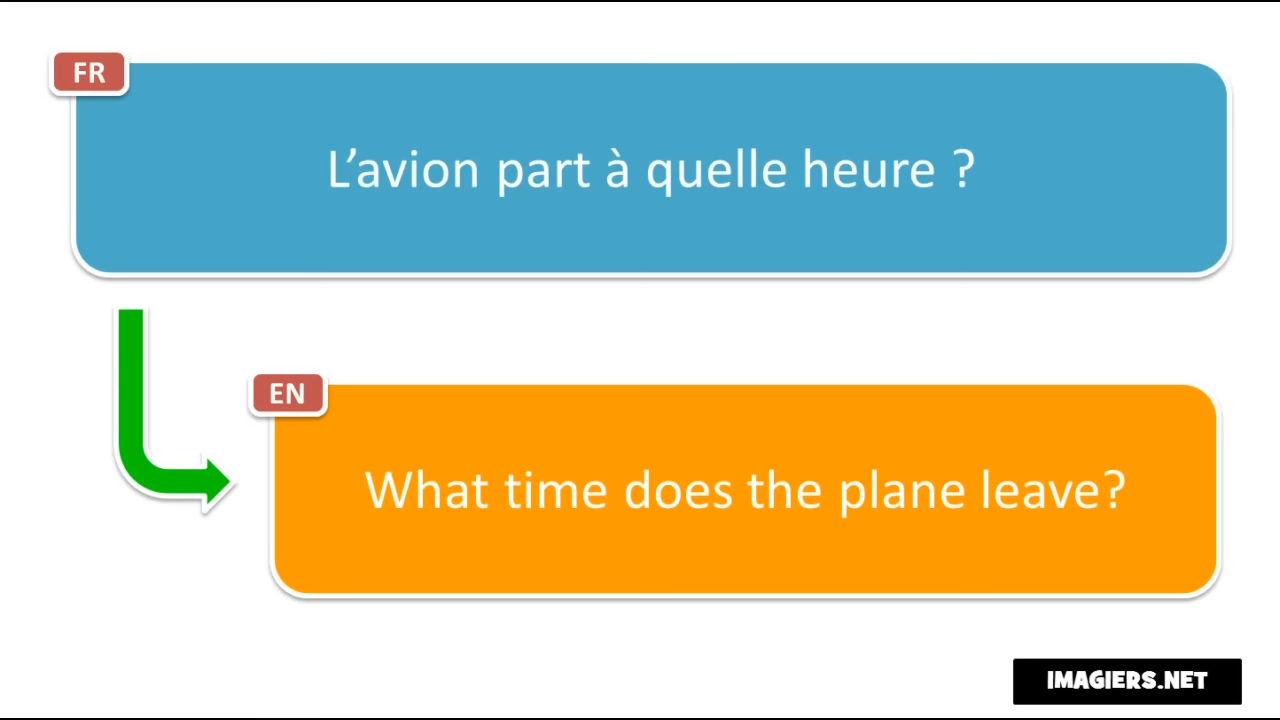 FR
L’avion part à quelle heure ?
EN
What time does the plane leave?
IMAGIERS.NET